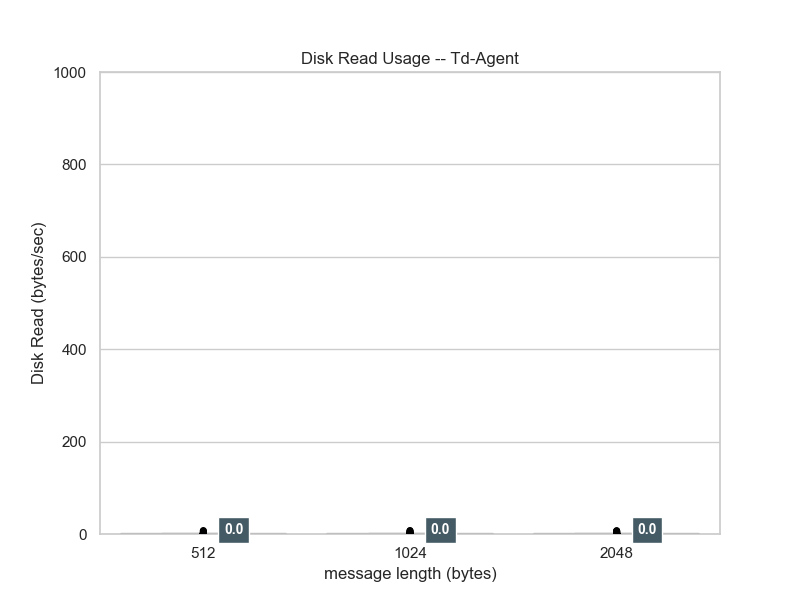 Disk Read Usage -- Td-Agent
1000
800
600
400
200
0
Disk Read (bytes/sec)
0.0 0.0 0.0
512 1024 2048
message length (bytes)